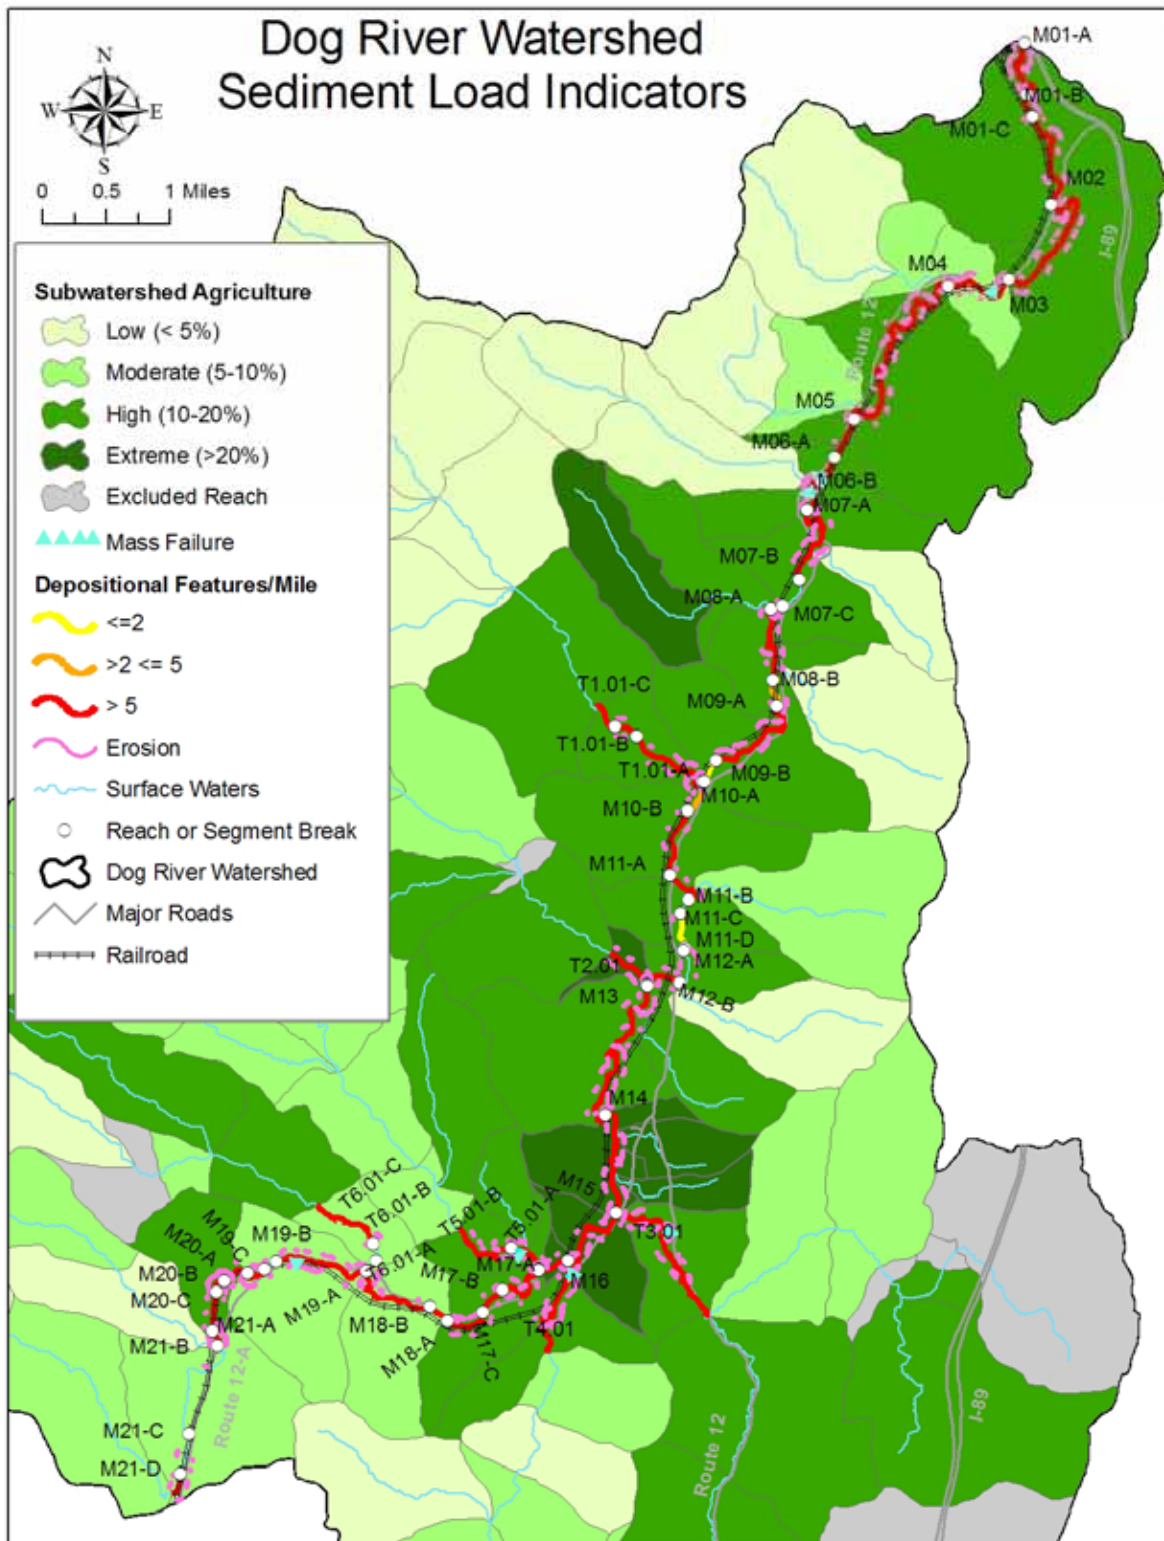 Dog River Watershed
Sediment Load Indicators
N
W E
S
0 0.5 1 Miles
Subwatershed Agriculture
Low (< 5%)
Moderate (5-10%)
High (10-20%)
Extreme (>20%)
Excluded Reach
Mass Failure
Depositional Features/Mile
<=2
>2 <= 5
> 5
Erosion
Surface Waters
Reach or Segment Break
Dog River Watershed
Major Roads
Railroad
M01-A
M01-B
M01-C
M02
I-89
M04
M03
Route 12
M05
M06-A
M06-B
M07-A
M07-B
M08-A
M07-C
T1.01-C
M08-B
M09-A
T1.01-B
T1.01-A
M09-B
M10-A
M10-B
M11-A
M11-B
M11-C
M11-D
M12-A
T2.01
M13
M12-B
M14
M15
T3.01
T6.01-C
T6.01-B
T5.01-B
T5.01-A
M19-B
M19-C
M20-A
T6.01-A
M17-A
M17-B
M16
M20-B
M20-C
M19-A
M21-A
M18-B
T4.01
M21-B
M18-A
M17-C
Route 12-A
M21-C
M21-D
Route 12
I-89